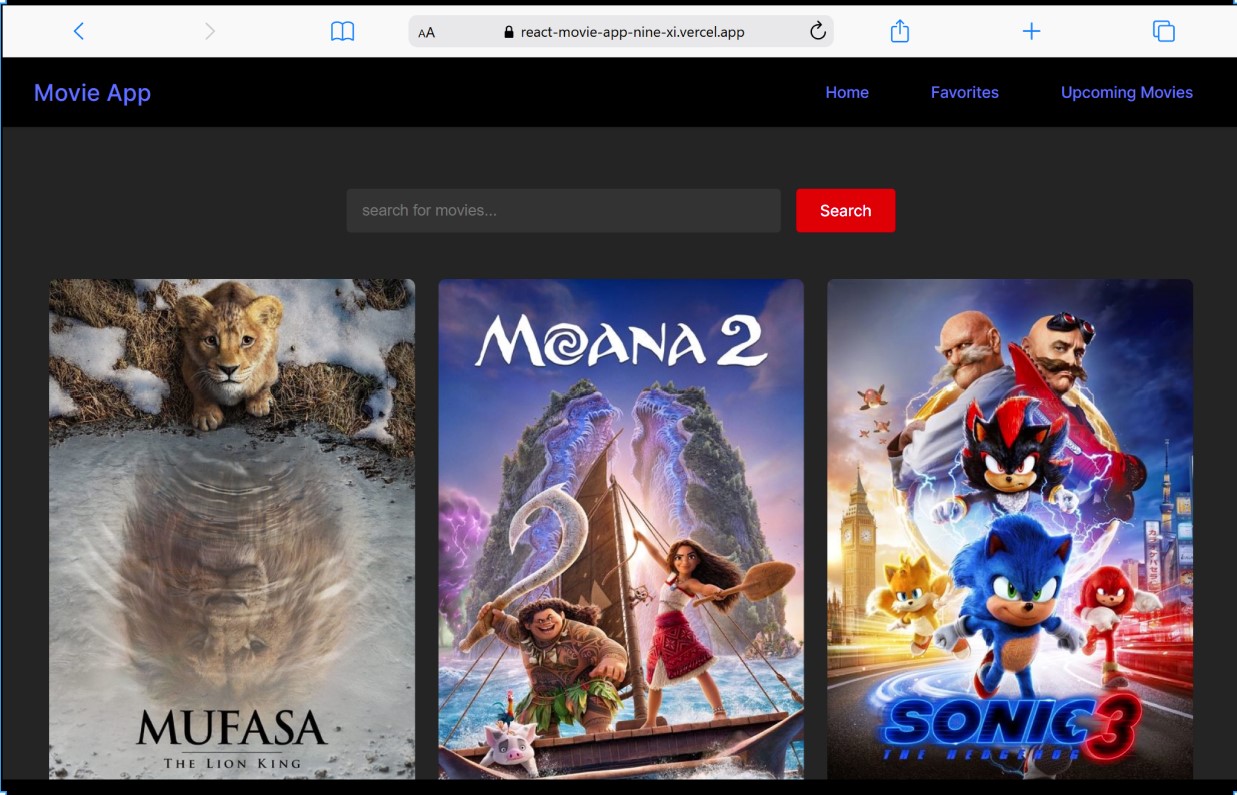 AA react-movie-app-nine-xi.vercel.app
Movie App Home Favorites Upcoming Movies
search for movies... Search
MUFASA
THE LION KING
MOANA 2
SONIC 3
THE HEDGEHOG